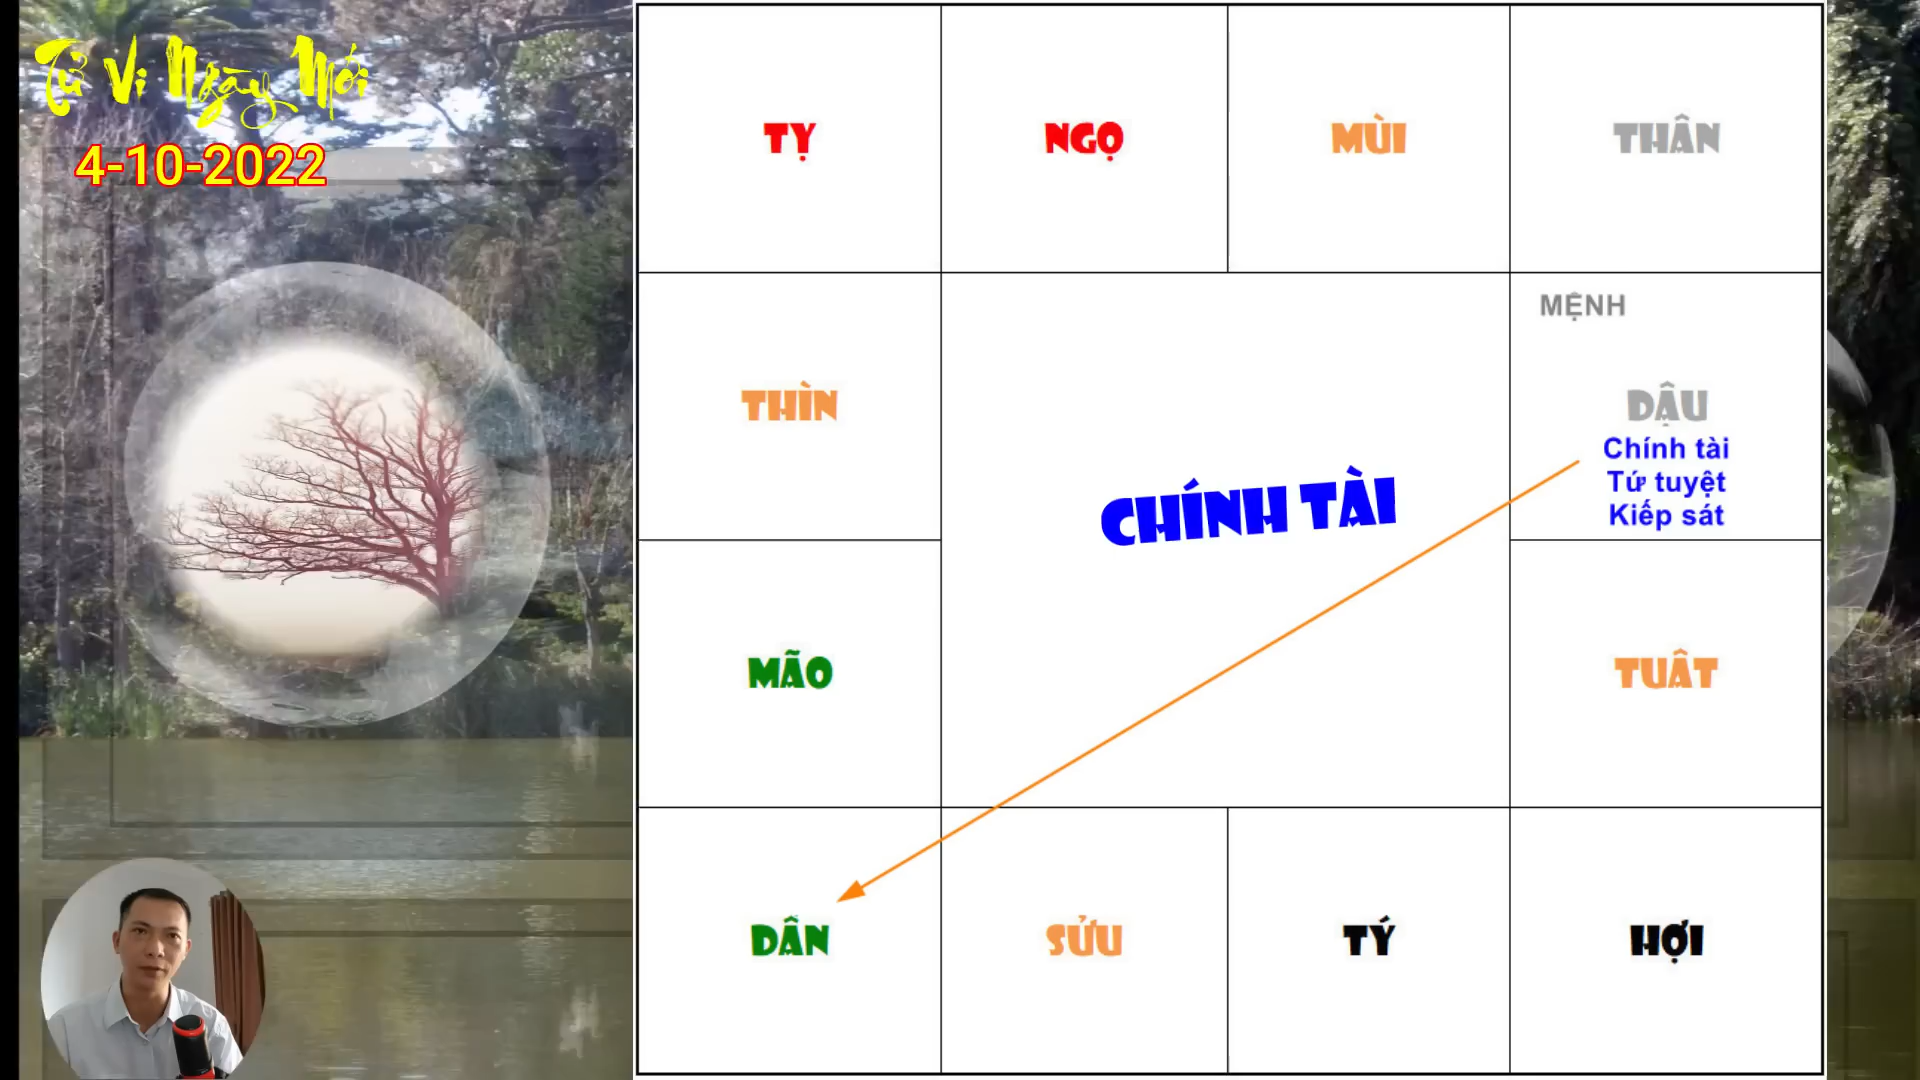 Tử Vi Ngày Mới
4-10-2022
TỴ
NGỌ
MÙI
THÂN
THÌN
MỆNH
DẬU
Chính tài
Tứ tuyệt
Kiếp sát
CHÍNH TÀI
MÃO
TUẤT
DẦN
SỬU
TÝ
HỢI